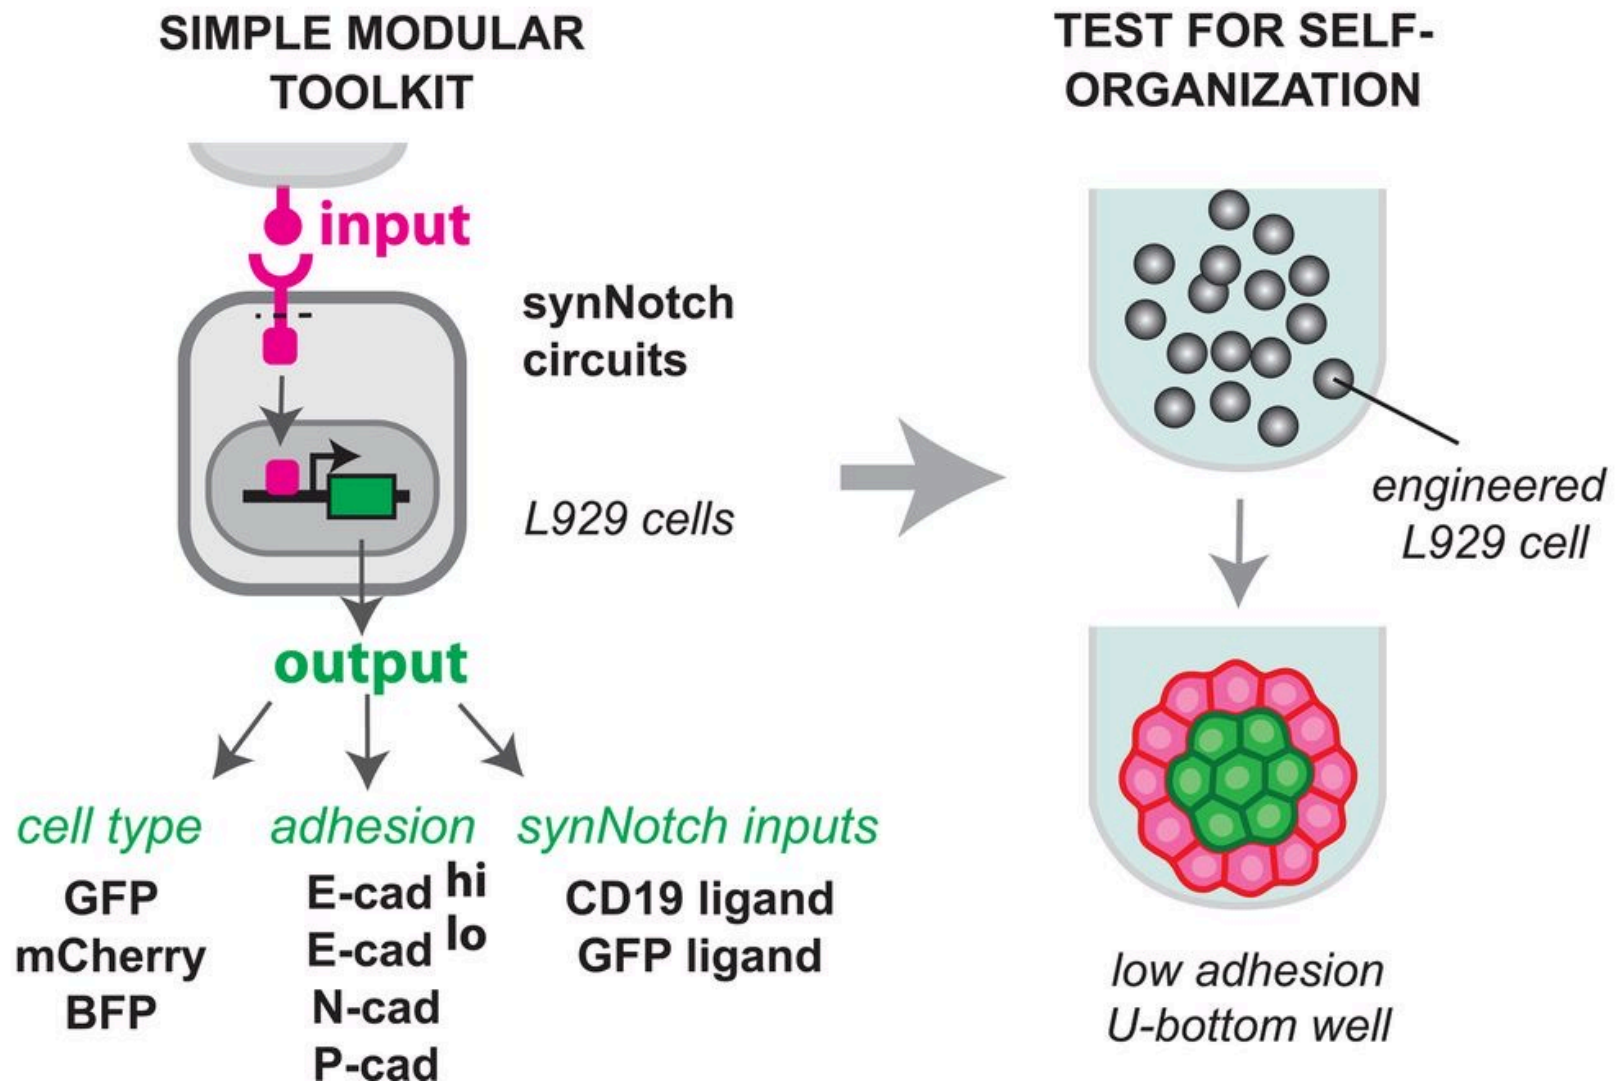 SIMPLE MODULAR
TOOLKIT
input
synNotch
circuits
L929 cells
output
cell type
GFP
mCherry
BFP
adhesion
E-cad hi
E-cad lo
N-cad
P-cad
synNotch inputs
CD19 ligand
GFP ligand
TEST FOR SELF-
ORGANIZATION
engineered
L929 cell
low adhesion
U-bottom well